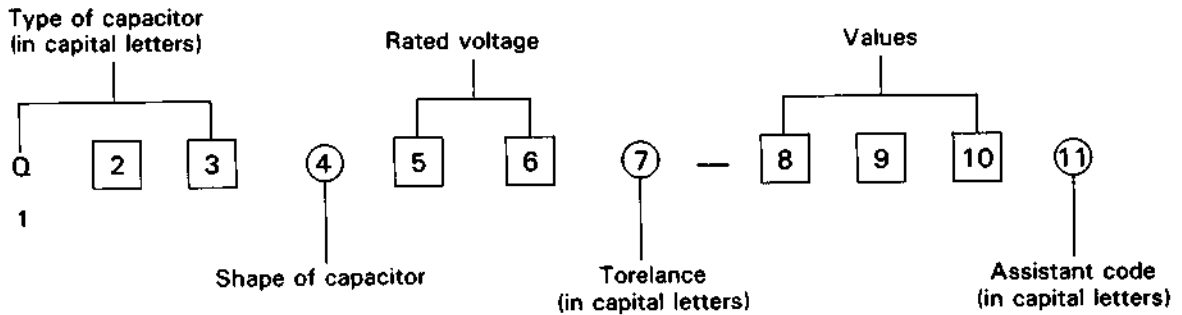 Type of capacitor
(in capital letters)
Rated voltage
Values
Q 2 3 4 5 6 7 — 8 9 10 11
1
Shape of capacitor
Torelance
(in capital letters)
Assistant code
(in capital letters)